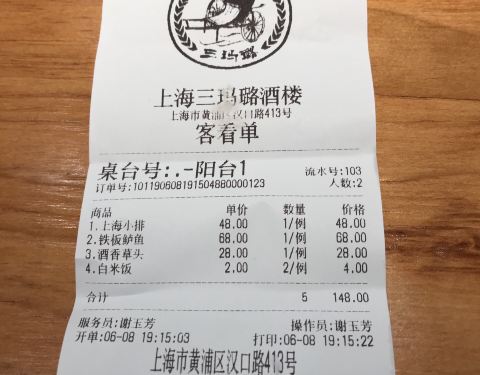 三玛璐
上海三玛璐酒楼
上海市黄浦区汉口路413号
客看单
桌台号:.-阳台1 流水号:103
订单号:101190608191504880000123 人数:2
商品 单价 数量 价格
1.上海小排 48.00 1/例 48.00
2.铁板鲈鱼 68.00 1/例 68.00
3.酒香草头 28.00 1/例 28.00
4.白米饭 2.00 2/例 4.00
合计 5 148.00
服务员:谢玉芳 操作员:谢玉芳
开单:06-08 19:15:03 打印:06-08 19:15:22
上海市黄浦区汉口路413号